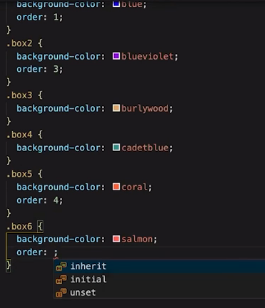 background-color: blue;
order: 1;
}
.box2 {
background-color: blueviolet;
order: 3;
}
.box3 {
background-color: burlywood;
}
.box4 {
background-color: cadetblue;
}
.box5 {
background-color: coral;
order: 4;
}
.box6 {
background-color: salmon;
order: ;
}
inherit
initial
unset